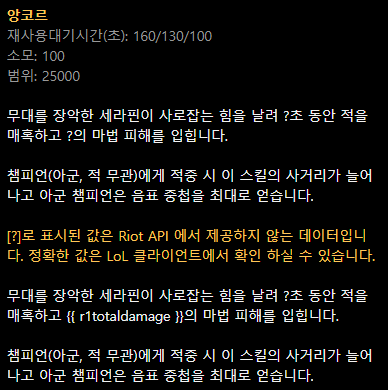 앙코르
재사용대기시간(초): 160/130/100
소모: 100
범위: 25000
무대를 장악한 세라핀이 사로잡는 힘을 날려 ?초 동안 적을
매혹하고 ?의 마법 피해를 입힙니다.
챔피언(아군, 적 무관)에게 적중 시 이 스킬의 사거리가 늘어
나고 아군 챔피언은 음표 중첩을 최대로 얻습니다.
[?]로 표시된 값은 Riot API 에서 제공하지 않는 데이터입니
다. 정확한 값은 LoL 클라이언트에서 확인 하실 수 있습니다.
무대를 장악한 세라핀이 사로잡는 힘을 날려 ?초 동안 적을
매혹하고 {{ r1totaldamage }}의 마법 피해를 입힙니다.
챔피언(아군, 적 무관)에게 적중 시 이 스킬의 사거리가 늘어
나고 아군 챔피언은 음표 중첩을 최대로 얻습니다.